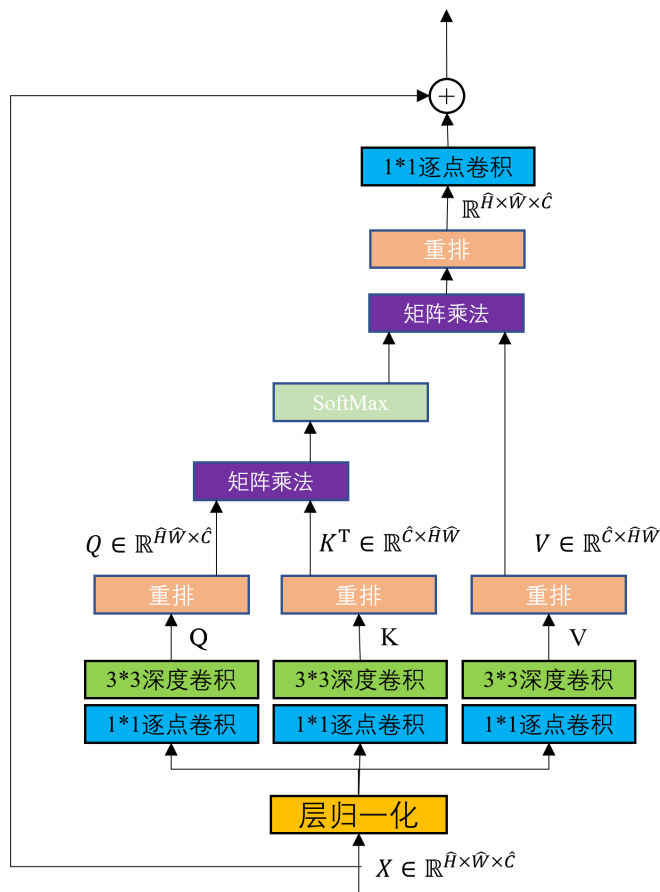 +
1*1逐点卷积
ℝ^{Ĥ×Ŵ×Ĉ}
重排
矩阵乘法
SoftMax
矩阵乘法
Q ∈ ℝ^{ĤŴ×Ĉ} K^T ∈ ℝ^{Ĉ×ĤŴ} V ∈ ℝ^{Ĉ×ĤŴ}
重排 重排 重排
Q K V
3*3深度卷积 3*3深度卷积 3*3深度卷积
1*1逐点卷积 1*1逐点卷积 1*1逐点卷积
层归一化
X ∈ ℝ^{Ĥ×Ŵ×Ĉ}